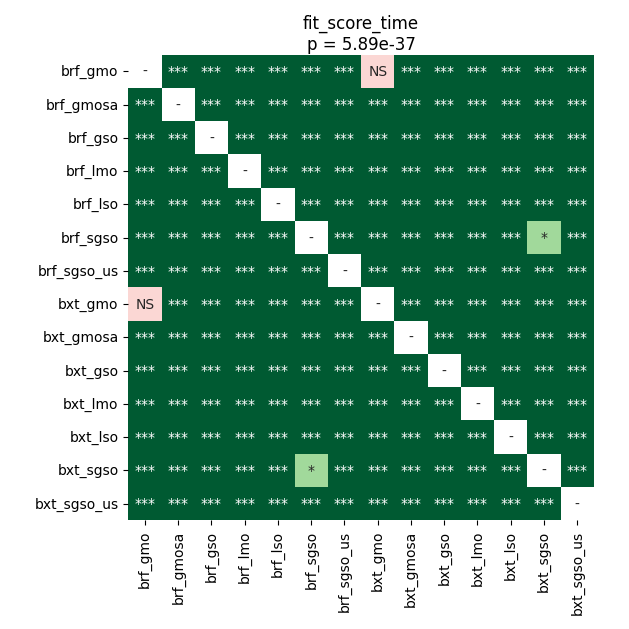 fit_score_time
p = 5.89e-37
brf_gmo - *** *** *** *** *** *** NS *** *** *** *** *** ***
brf_gmosa *** - *** *** *** *** *** *** *** *** *** *** *** ***
brf_gso *** *** - *** *** *** *** *** *** *** *** *** *** ***
brf_lmo *** *** *** - *** *** *** *** *** *** *** *** *** ***
brf_lso *** *** *** *** - *** *** *** *** *** *** *** *** ***
brf_sgso *** *** *** *** *** - *** *** *** *** *** *** * ***
brf_sgso_us *** *** *** *** *** *** - *** *** *** *** *** *** ***
bxt_gmo NS *** *** *** *** *** *** - *** *** *** *** *** ***
bxt_gmosa *** *** *** *** *** *** *** *** - *** *** *** *** ***
bxt_gso *** *** *** *** *** *** *** *** *** - *** *** *** ***
bxt_lmo *** *** *** *** *** *** *** *** *** *** - *** *** ***
bxt_lso *** *** *** *** *** *** *** *** *** *** *** - *** ***
bxt_sgso *** *** *** *** *** * *** *** *** *** *** *** - ***
bxt_sgso_us *** *** *** *** *** *** *** *** *** *** *** *** *** -
brf_gmo
brf_gmosa
brf_gso
brf_lmo
brf_lso
brf_sgso
brf_sgso_us
bxt_gmo
bxt_gmosa
bxt_gso
bxt_lmo
bxt_lso
bxt_sgso
bxt_sgso_us